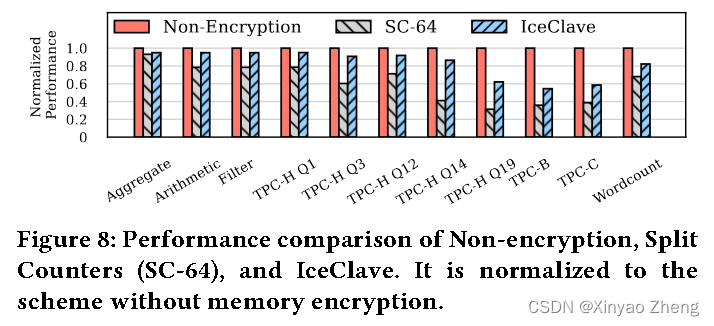 Non-Encryption SC-64 IceClave
Normalized
Performance
1.0
0.8
0.6
0.4
0.2
0
Aggregate
Arithmetic
Filter
TPC-H Q1
TPC-H Q3
TPC-H Q12
TPC-H Q14
TPC-H Q19
TPC-B
TPC-C
Wordcount
Figure 8: Performance comparison of Non-encryption, Split
Counters (SC-64), and IceClave. It is normalized to the
scheme without memory encryption.
CSDN @Xinyao Zheng